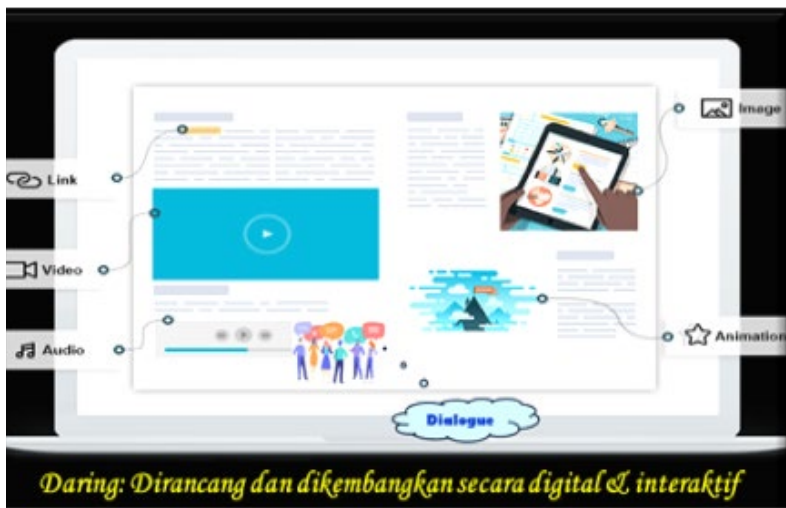 Link
Video
Audio
Image
Animation
Dialogue
Daring: Dirancang dan dikembangkan secara digital & interaktif